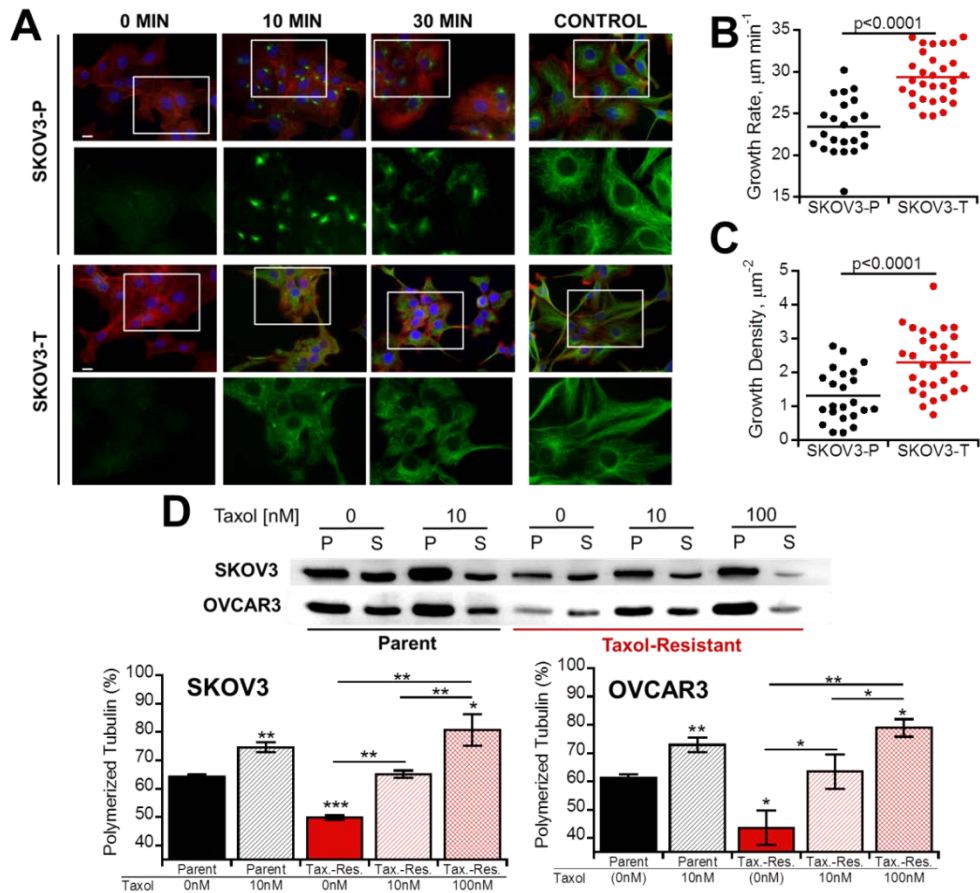 A
0 MIN 10 MIN 30 MIN CONTROL
SKOV3-P
SKOV3-T
B
p<0.0001
Growth Rate, μm min⁻¹
35
30
25
20
15
SKOV3-P SKOV3-T
C
p<0.0001
Growth Density, μm⁻²
5
4
3
2
1
0
SKOV3-P SKOV3-T
D
Taxol [nM] 0 10 0 10 100
P S P S P S P S P S
SKOV3
OVCAR3
Parent Taxol-Resistant
SKOV3
Polymerized Tubulin (%)
100
90
80
70
60
50
40
**
**
*
**
**
***
Parent Parent Tax.-Res. Tax.-Res. Tax.-Res.
Taxol 0nM 10nM 0nM 10nM 100nM
OVCAR3
Polymerized Tubulin (%)
100
90
80
70
60
50
40
**
*
*
**
*
*
Parent Parent Tax.-Res. Tax.-Res. Tax.-Res.
Taxol (0nM) 10nM (0nM) 10nM 100nM